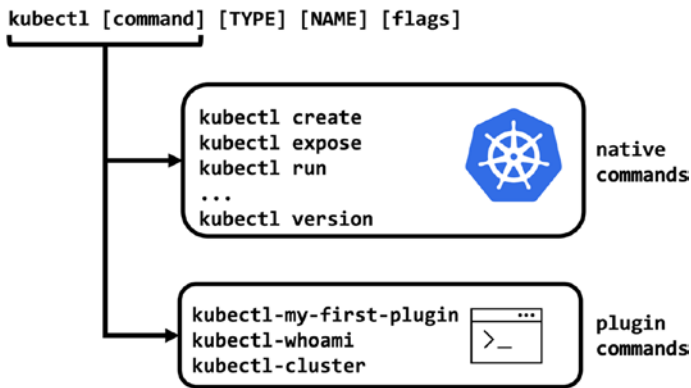 kubectl [command] [TYPE] [NAME] [flags]
kubectl create
kubectl expose
kubectl run
...
kubectl version
native
commands
kubectl-my-first-plugin
kubectl-whoami
kubectl-cluster
>_
plugin
commands